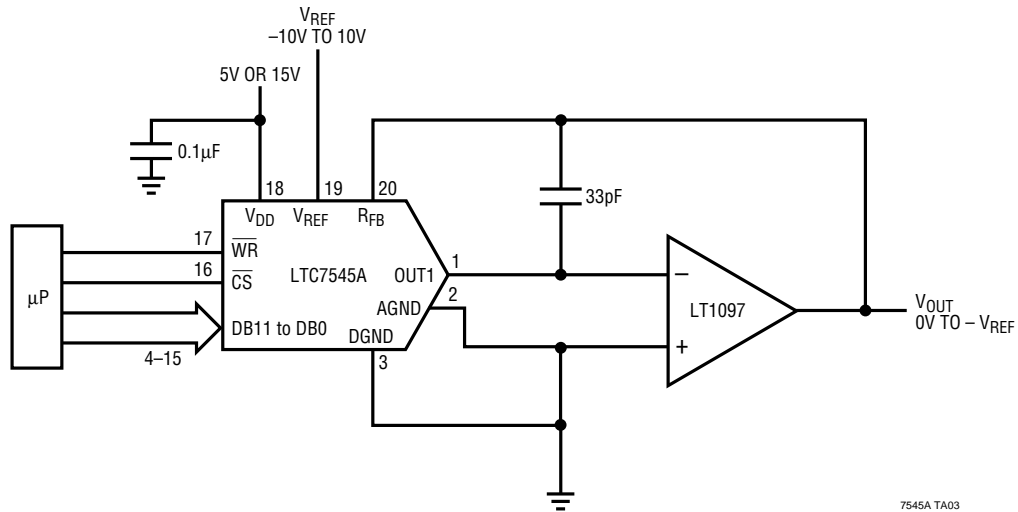 VREF
–10V TO 10V
5V OR 15V
0.1µF
18
19
20
VDD
VREF
RFB
33pF
17
WR
16
CS
LTC7545A
OUT1
1
2
AGND
µP
DB11 to DB0
DGND
4–15
3
–
LT1097
+
VOUT
0V TO – VREF
7545A TA03